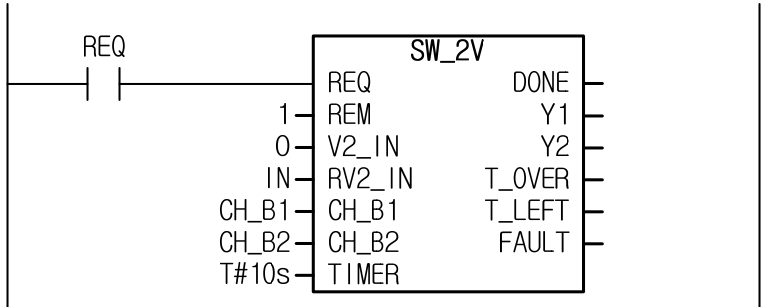 REQ
SW_2V
REQ DONE
1 REM Y1
0 V2_IN Y2
IN RV2_IN T_OVER
CH_B1 CH_B1 T_LEFT
CH_B2 CH_B2 FAULT
T#10s TIMER